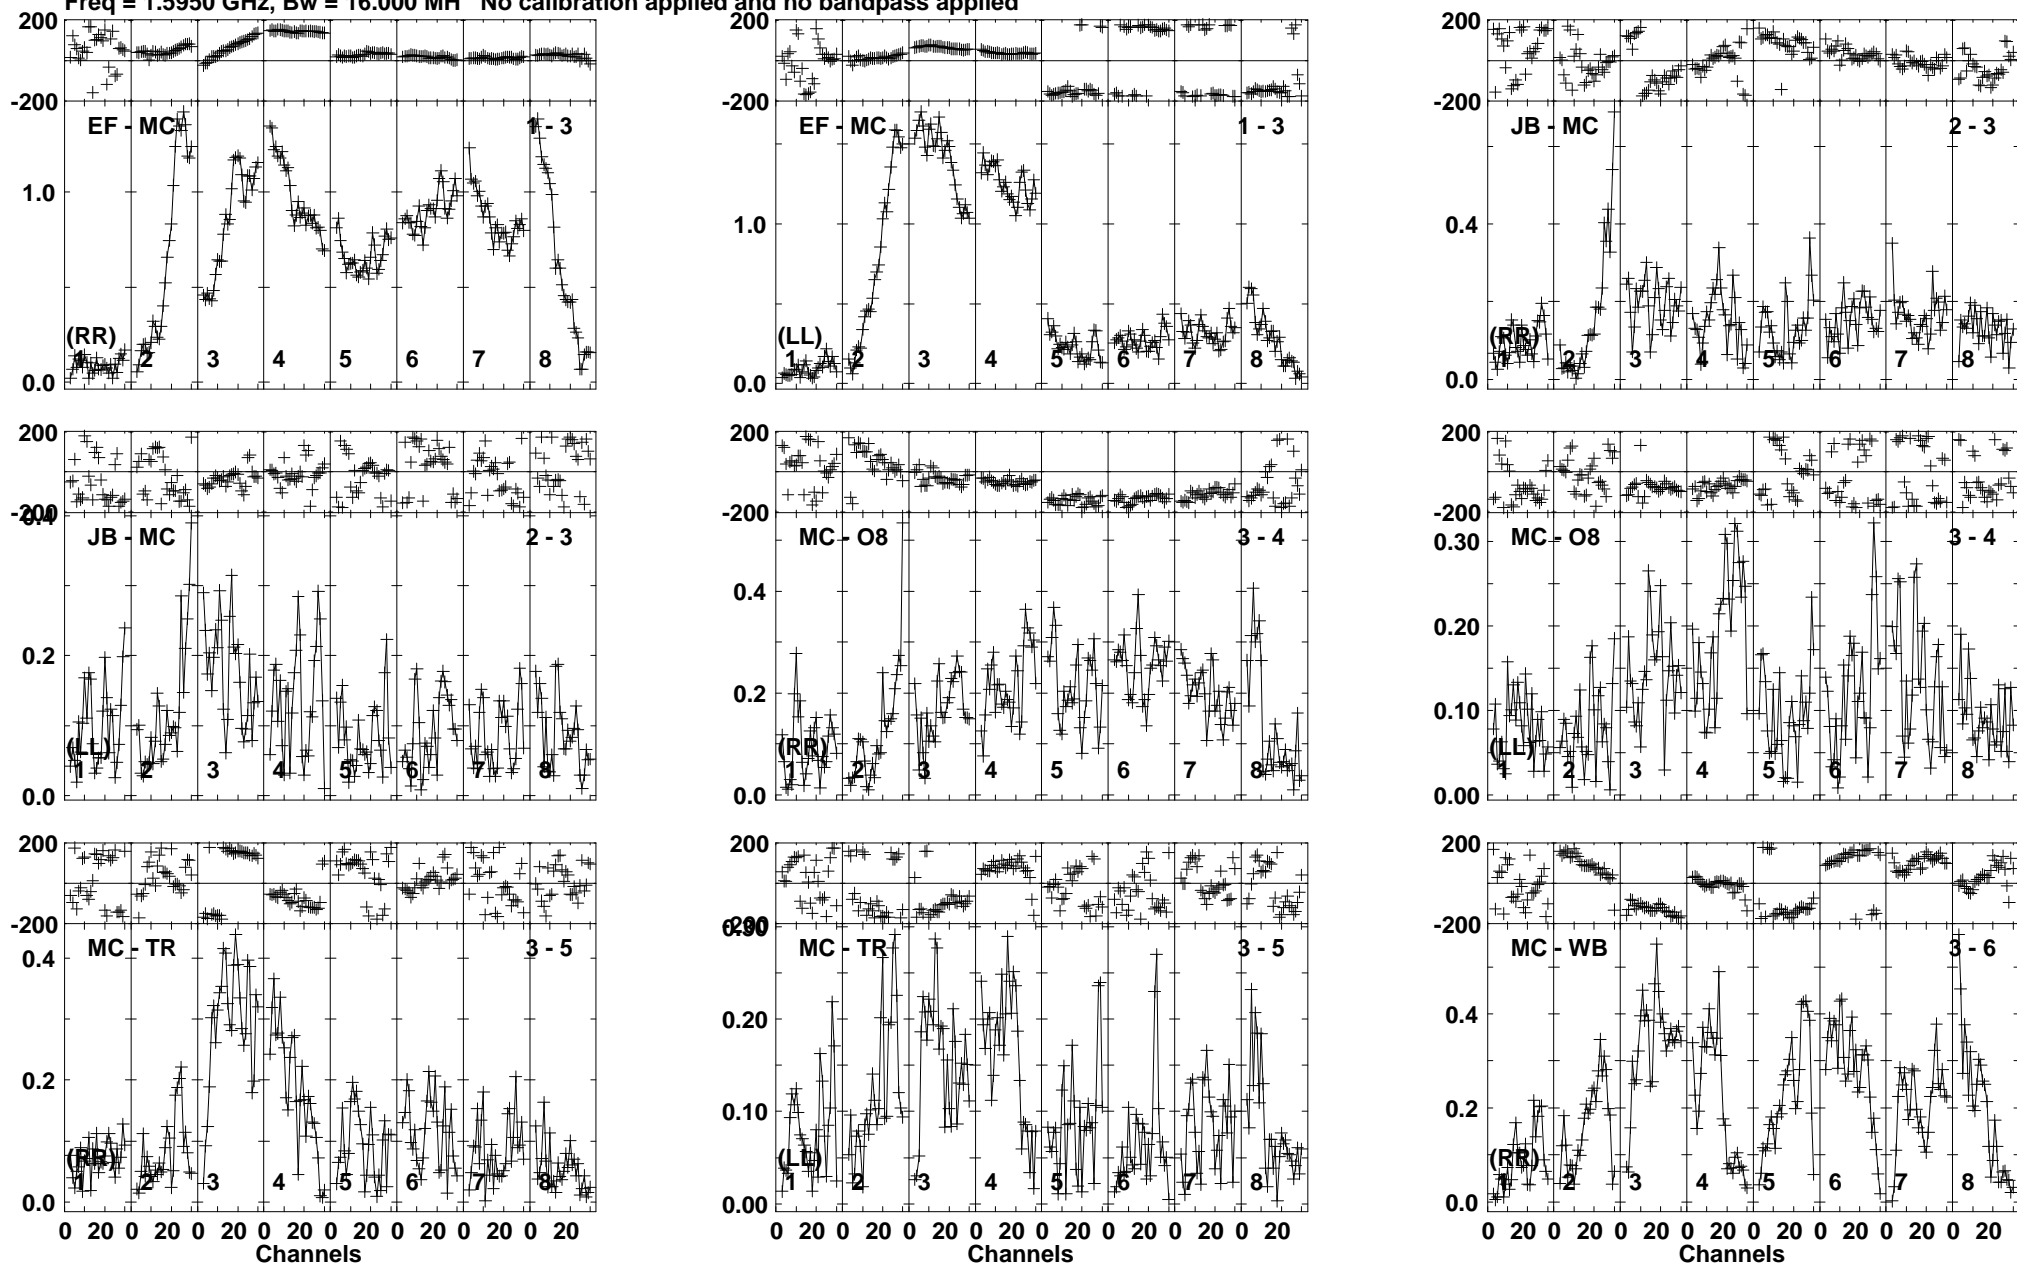 Freq = 1.5950 GHz, Bw = 16.000 MH No calibration applied and no bandpass applied
200 200 200
-200 -200 -200
EF - MC 1 - 3 EF - MC 1 - 3 JB - MC 2 - 3
1.0 1.0 0.4
(RR) (LL) (RR)
1 2 3 4 5 6 7 8 1 2 3 4 5 6 7 8 1 2 3 4 5 6 7 8
0.0 0.0 0.0
200 200 200
-200 -200 -200
0.4
JB - MC 2 - 3 MC - O8 3 - 4 MC - O8 3 - 4
0.30
0.4
0.20
0.2 0.2
0.10
(LL) (RR) (LL)
1 2 3 4 5 6 7 8 1 2 3 4 5 6 7 8 1 2 3 4 5 6 7 8
0.0 0.0 0.00
200 200 200
-200 -200 -200
0.30
MC - TR 3 - 5 MC - TR 3 - 5 MC - WB 3 - 6
0.4 0.20 0.4
0.2 0.10 0.2
(RR) (LL) (RR)
1 2 3 4 5 6 7 8 1 2 3 4 5 6 7 8 1 2 3 4 5 6 7 8
0.0 0.00 0.0
0 20 0 20 0 20 0 20 0 20 0 20 0 20 0 20 0 20 0 20 0 20 0 20 0 20 0 20 0 20 0 20 0 20 0 20 0 20 0 20 0 20 0 20 0 20 0 20
Channels Channels Channels